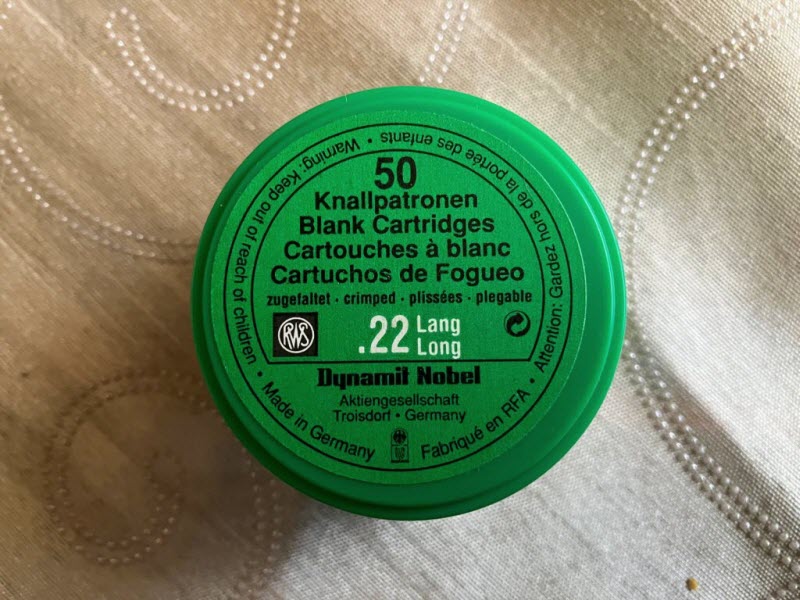 50
Knallpatronen
Blank Cartridges
Cartouches à blanc
Cartuchos de Fogueo
zugefaltet · crimped · plissées · plegable
RWS
.22 Lang
Long
Dynamit Nobel
Aktiengesellschaft
Troisdorf · Germany
Warning: Keep out of reach of children •
Made in Germany
Fabriqué en RFA •
Attention: Gardez hors de la portée des enfants •